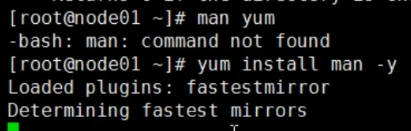 [root@node01 ~]# man yum
-bash: man: command not found
[root@node01 ~]# yum install man -y
Loaded plugins: fastestmirror
Determining fastest mirrors